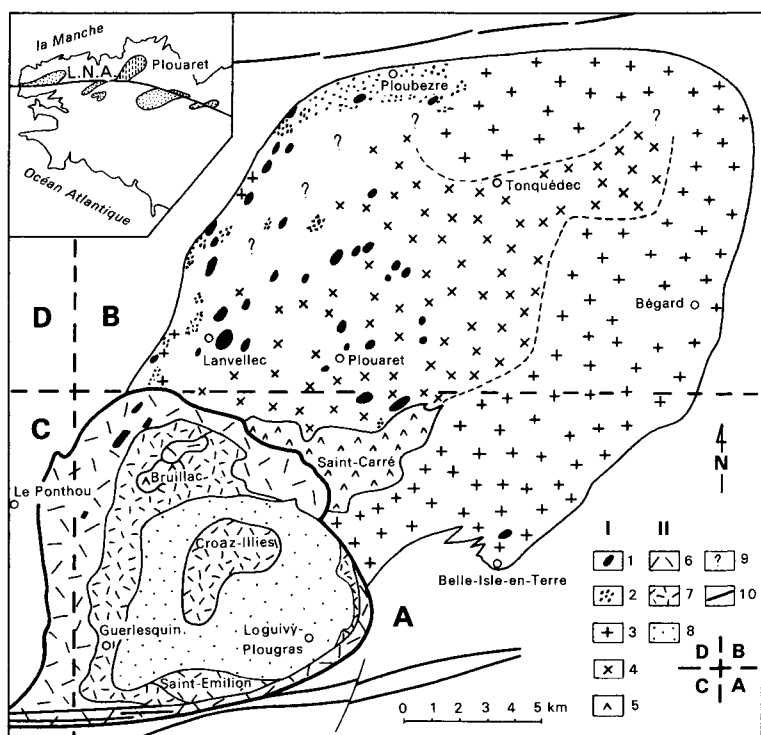 la Manche
L.N.A.
Plouaret
Océan Atlantique
Ploubezre
?
?
?
Tonquédec
?
Bégard
D B
Lanvellec
Plouaret
C
Saint-Carré
N
Bruillac
Le Ponthou
Croaz-Illies
I II
1 6 ? 9
Belle-Isle-en-Terre
2 7 10
A
Guerlesquin
Loguivy-
Plougras
3 8
D B
4
C A
Saint-Emilion
5
0 1 2 3 4 5 km